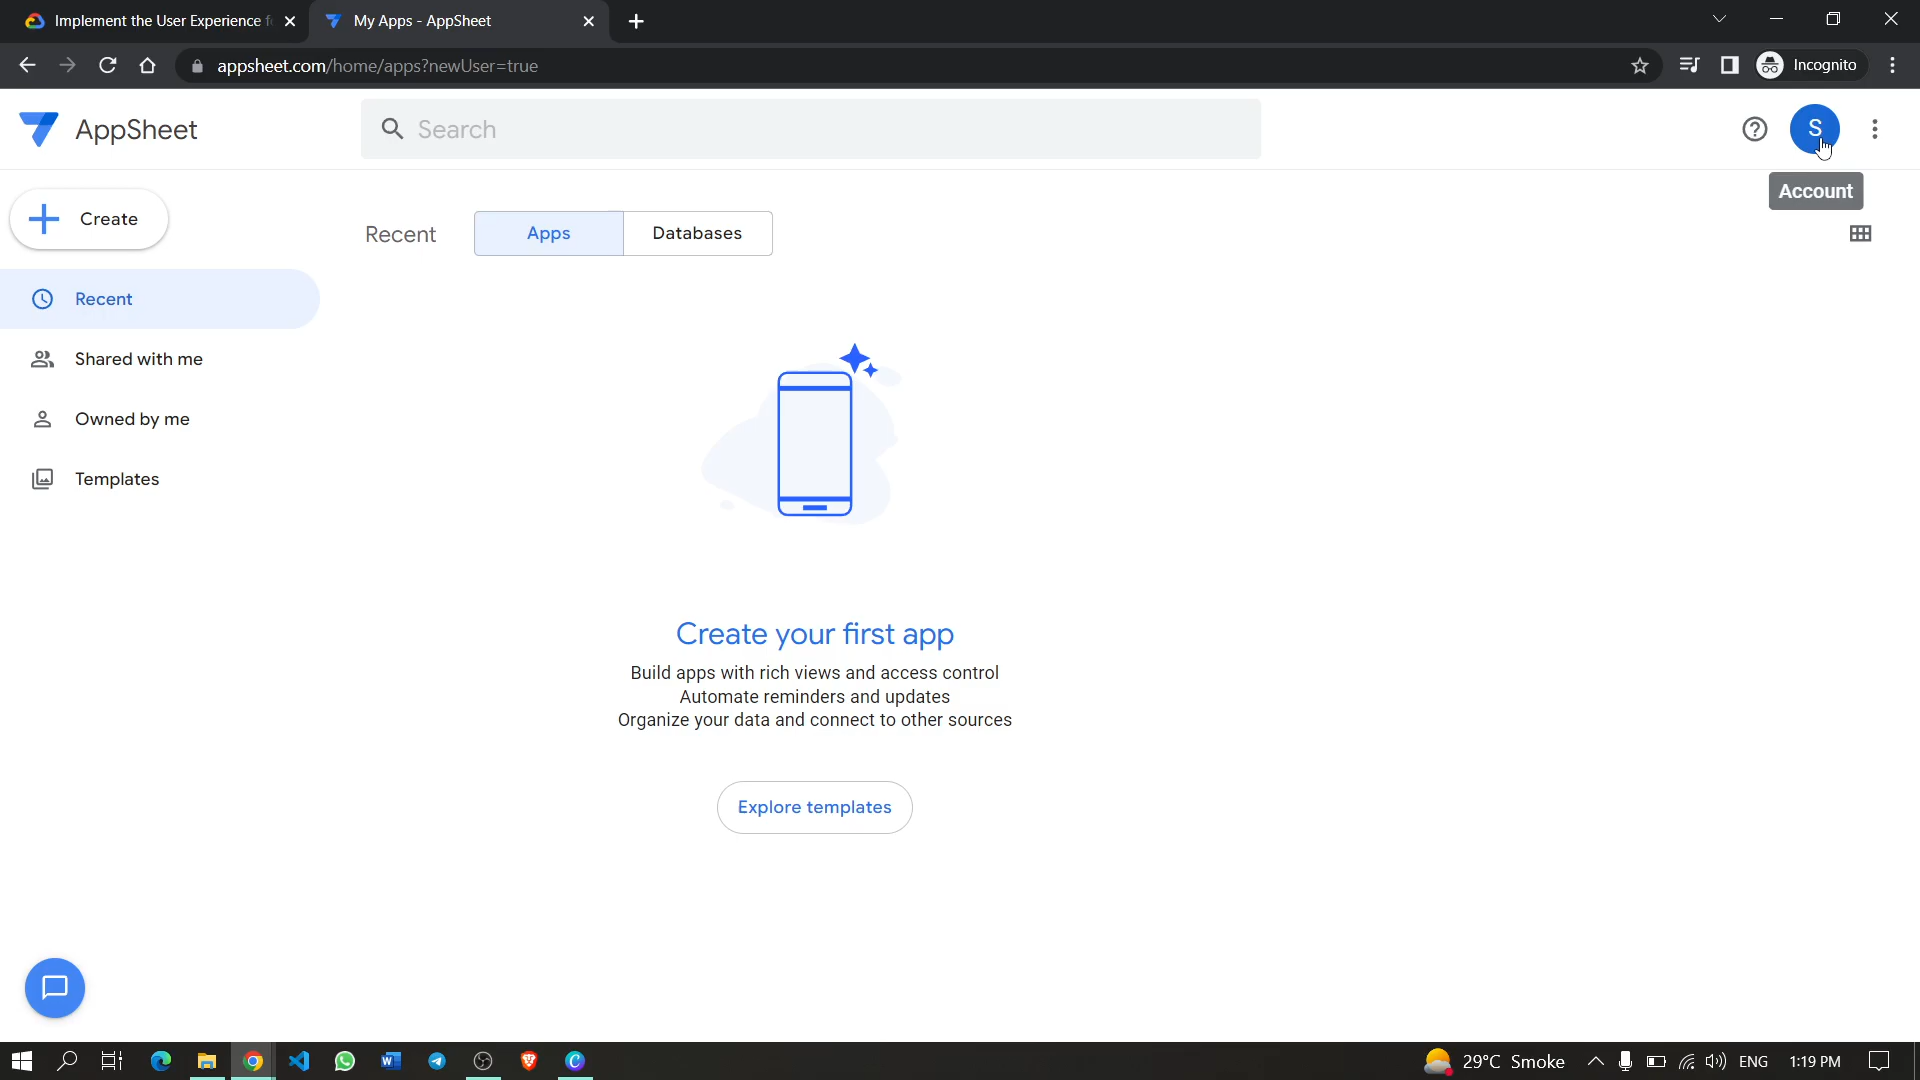 Implement the User Experience f
My Apps - AppSheet
appsheet.com/home/apps?newUser=true
Incognito
AppSheet
Search
S
Account
Create
Recent
Apps
Databases
Recent
Shared with me
Owned by me
Templates
Create your first app
Build apps with rich views and access control
Automate reminders and updates
Organize your data and connect to other sources
Explore templates
29°C Smoke
ENG
1:19 PM